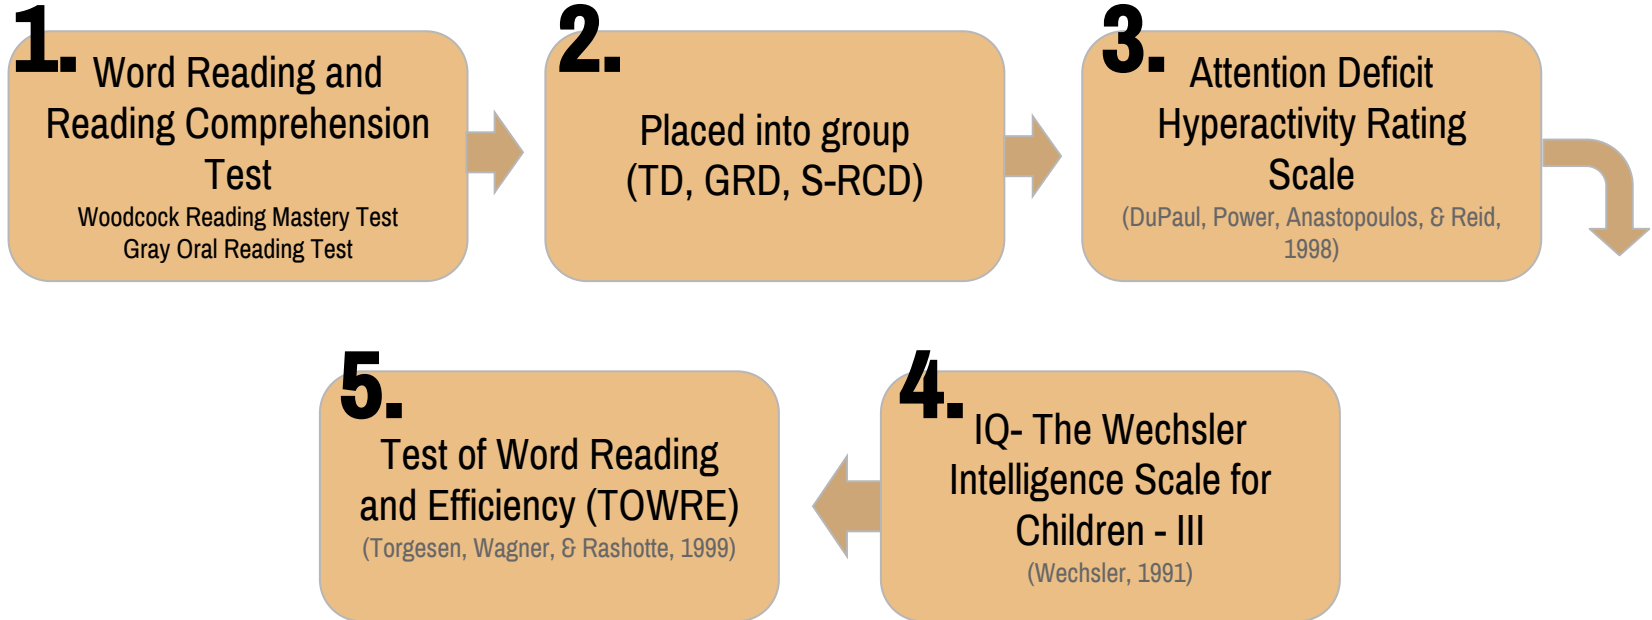 1.
Word Reading and
Reading Comprehension
Test
Woodcock Reading Mastery Test
Gray Oral Reading Test
2.
Placed into group
(TD, GRD, S-RCD)
3.
Attention Deficit
Hyperactivity Rating
Scale
(DuPaul, Power, Anastopoulos, & Reid,
1998)
4.
IQ- The Wechsler
Intelligence Scale for
Children - III
(Wechsler, 1991)
5.
Test of Word Reading
and Efficiency (TOWRE)
(Torgesen, Wagner, & Rashotte, 1999)